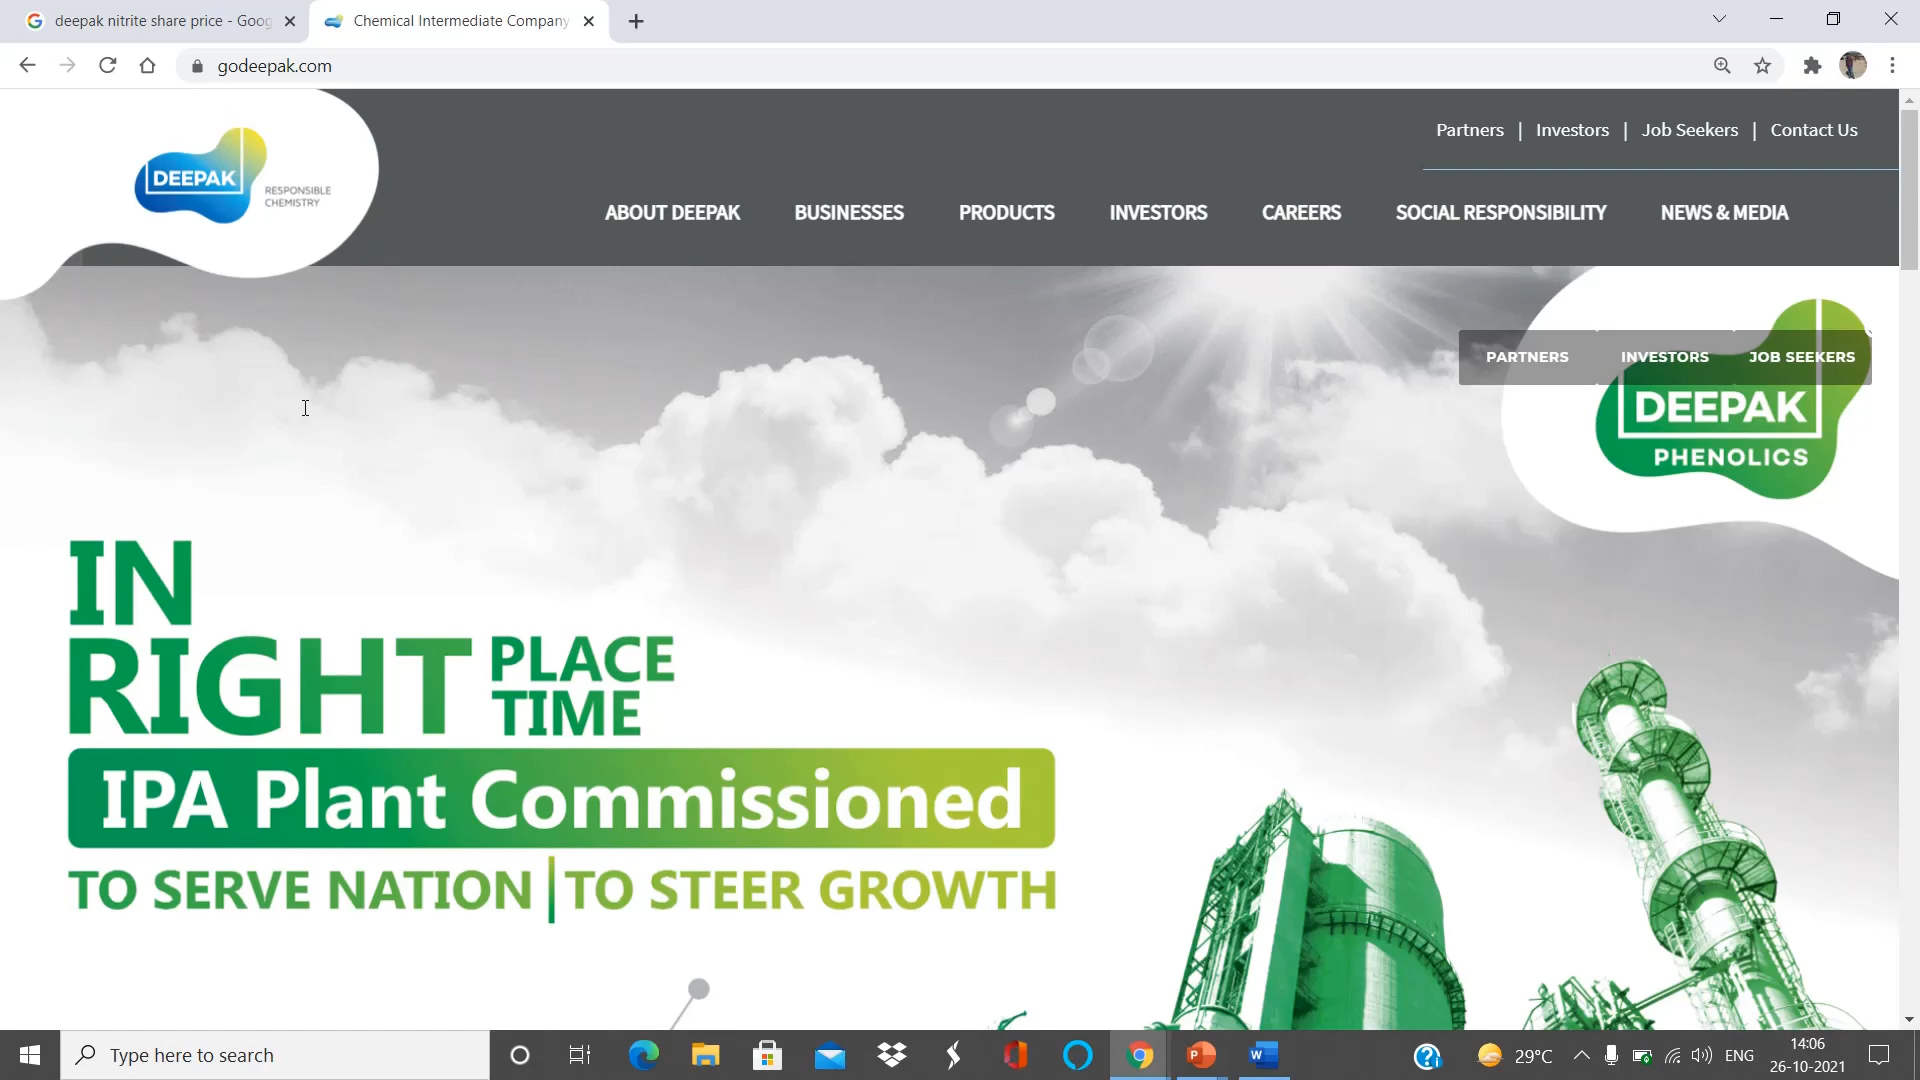 deepak nitrite share price - Goog
Chemical Intermediate Company
godeepak.com
Partners | Investors | Job Seekers | Contact Us
DEEPAK
RESPONSIBLE
CHEMISTRY
ABOUT DEEPAK BUSINESSES PRODUCTS INVESTORS CAREERS SOCIAL RESPONSIBILITY NEWS & MEDIA
PARTNERS INVESTORS JOB SEEKERS
DEEPAK
PHENOLICS
IN
RIGHT PLACE
TIME
IPA Plant Commissioned
TO SERVE NATION | TO STEER GROWTH
Type here to search
29°C
ENG
14:06
26-10-2021